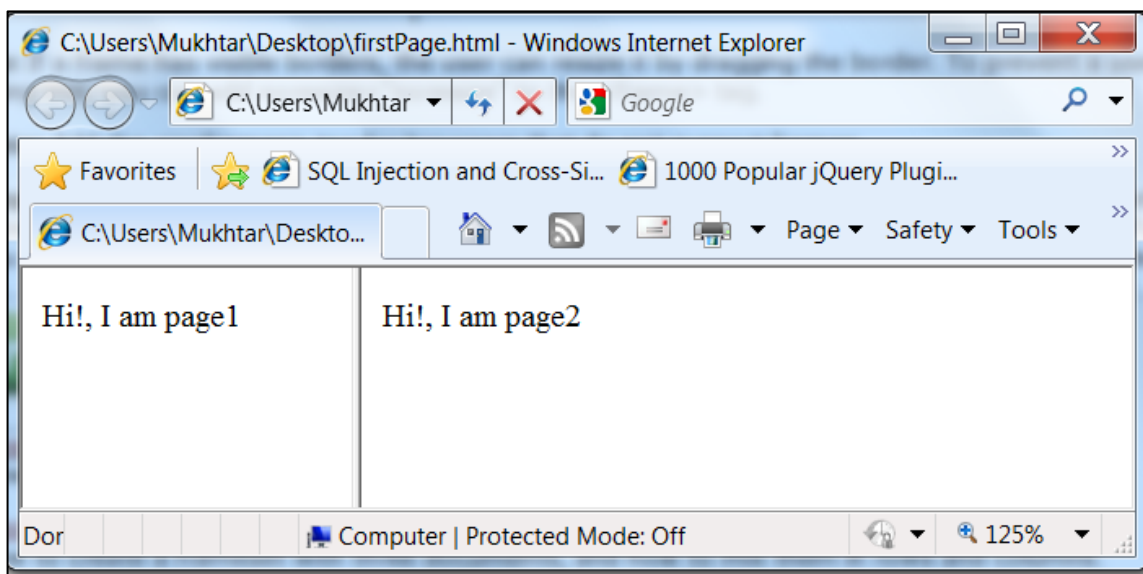 C:\Users\Mukhtar\Desktop\firstPage.html - Windows Internet Explorer
C:\Users\Mukhtar Google
Favorites SQL Injection and Cross-Si... 1000 Popular jQuery Plugi...
C:\Users\Mukhtar\Deskto... Page Safety Tools
Hi!, I am page1 Hi!, I am page2
Dor Computer | Protected Mode: Off 125%